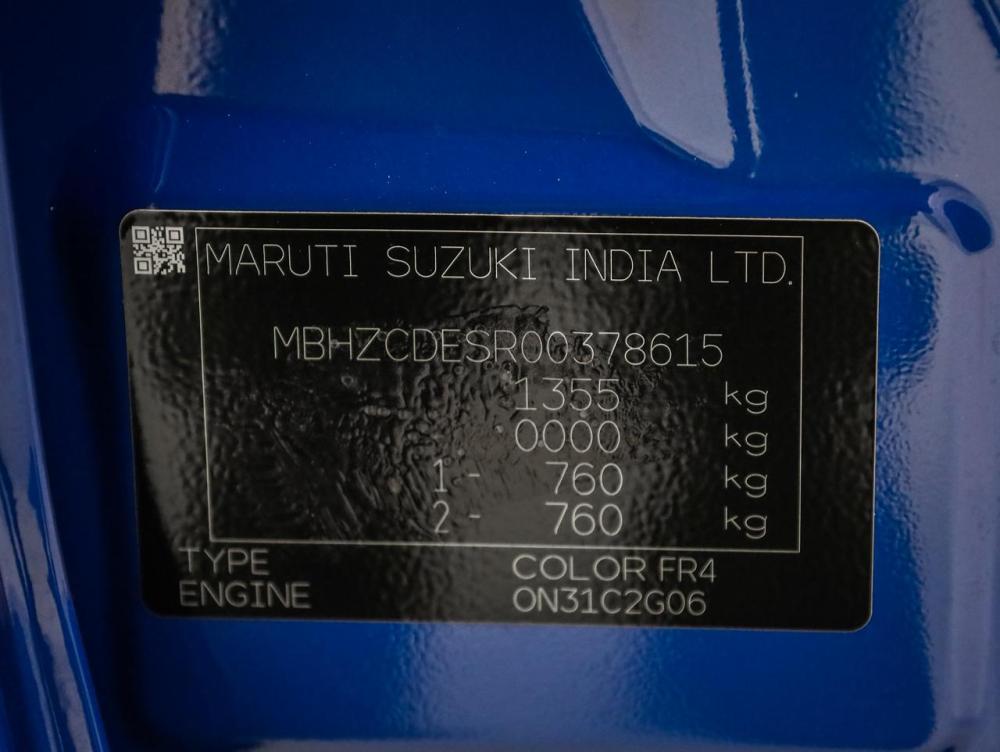 MARUTI SUZUKI INDIA LTD.
MBHZCDESR00378615
1355 kg
0000 kg
1- 760 kg
2- 760 kg
TYPE COLOR FR4
ENGINE ON31C2G06